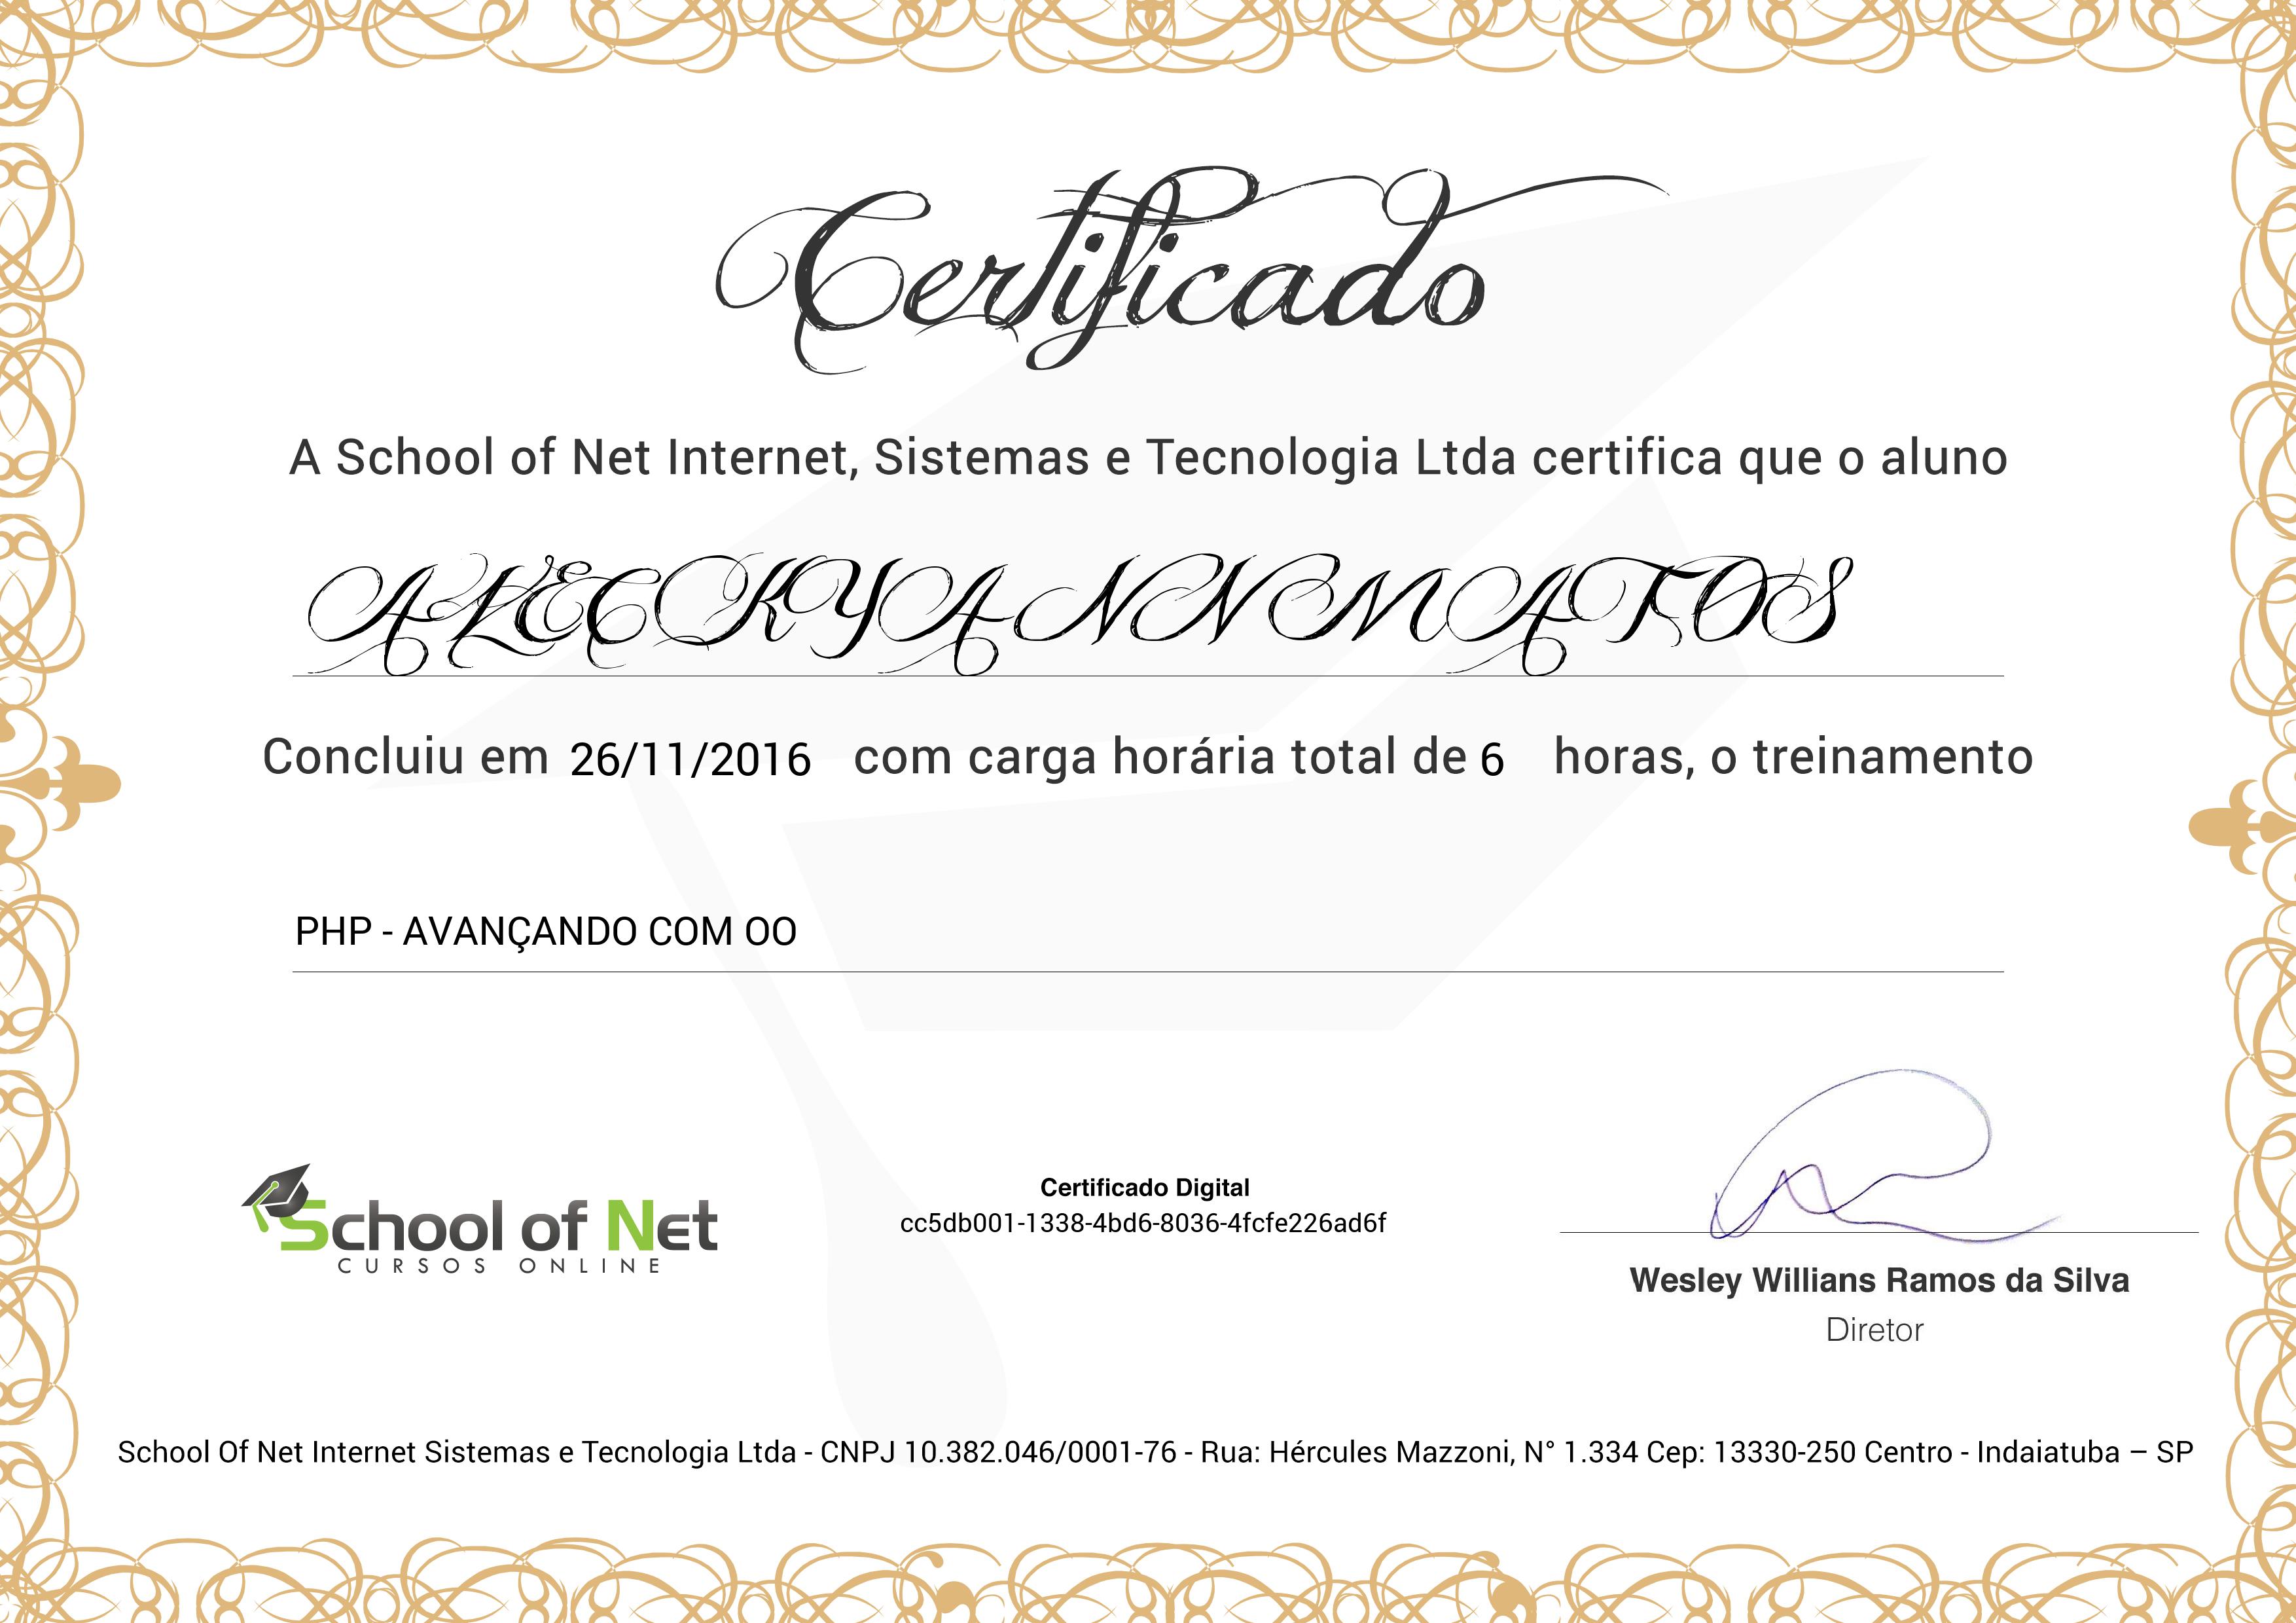 Certificado
A School of Net Internet, Sistemas e Tecnologia Ltda certifica que o aluno
ALECKYANN MATOS
Concluiu em 26/11/2016 com carga horária total de 6 horas, o treinamento
PHP - AVANÇANDO COM OO
School of Net
CURSOS ONLINE
Certificado Digital
cc5db001-1338-4bd6-8036-4fcfe226ad6f
Wesley Willians Ramos da Silva
Diretor
School Of Net Internet Sistemas e Tecnologia Ltda - CNPJ 10.382.046/0001-76 - Rua: Hércules Mazzoni, N° 1.334 Cep: 13330-250 Centro - Indaiatuba – SP